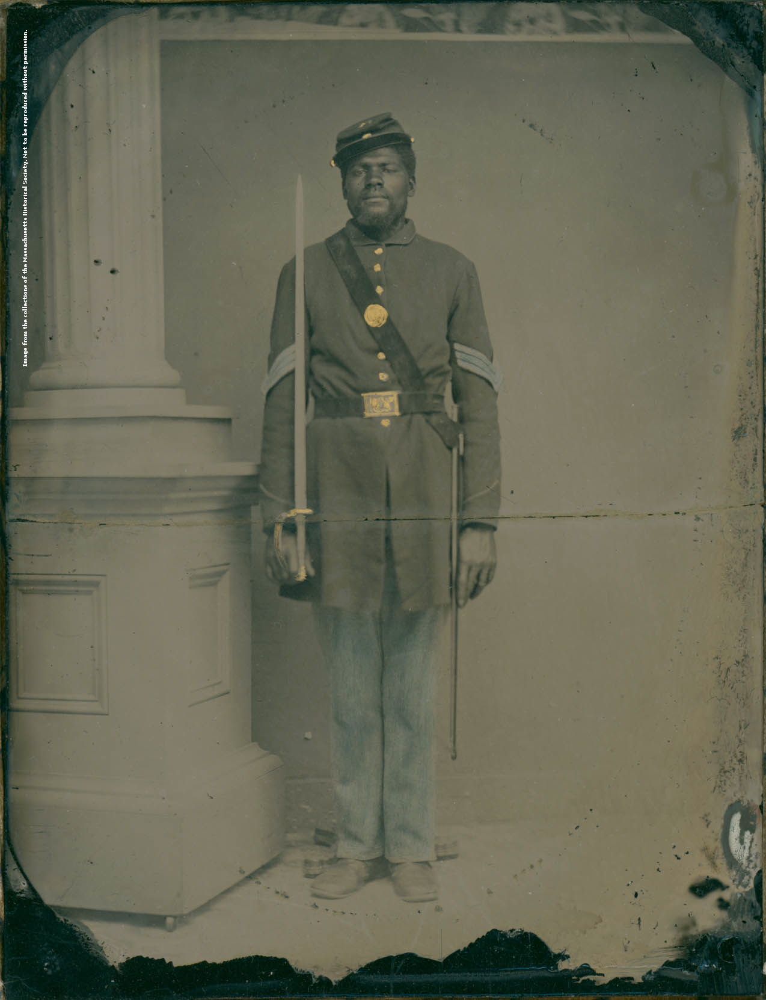 Image from the collections of the Massachusetts Historical Society. Not to be reproduced without permission.